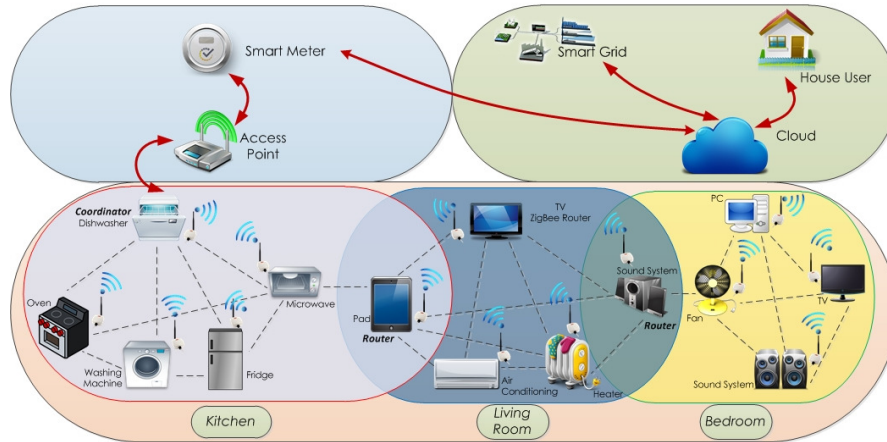 Smart Meter
Smart Grid
House User
Access
Point
Cloud
Coordinator
Dishwasher
TV
ZigBee Router
PC
Oven
Microwave
Sound System
Pad
Router
Router
Fan
TV
Washing
Machine
Fridge
Air
Conditioning
Heater
Sound System
Kitchen
Living
Room
Bedroom